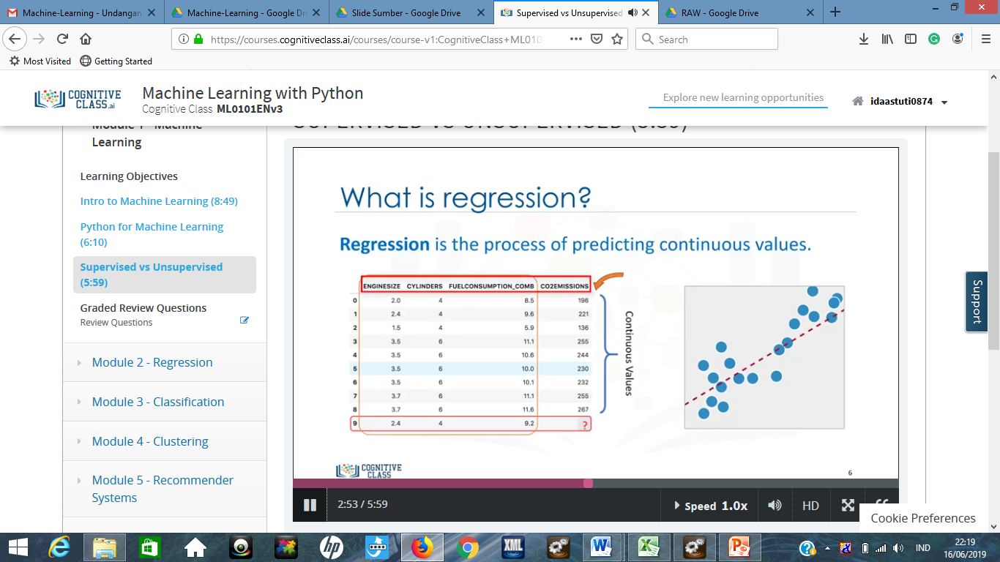 Machine-Learning - Undangan
Machine-Learning - Google Dri
Slide Sumber - Google Drive
Supervised vs Unsupervised
RAW - Google Drive
https://courses.cognitiveclass.ai/courses/course-v1:CognitiveClass+ML010
Search
Most Visited
Getting Started
COGNITIVE
CLASS.ai
Machine Learning with Python
Cognitive Class ML0101ENv3
Explore new learning opportunities
idaastuti0874
Module 1 - Machine
Learning
Learning Objectives
Intro to Machine Learning (8:49)
Python for Machine Learning
(6:10)
Supervised vs Unsupervised
(5:59)
Graded Review Questions
Review Questions
Module 2 - Regression
Module 3 - Classification
Module 4 - Clustering
Module 5 - Recommender
Systems
SUPERVISED VS UNSUPERVISED (5:59)
What is regression?
Regression is the process of predicting continuous values.
ENGINESIZE CYLINDERS FUELCONSUMPTION_COMB CO2EMISSIONS
0 2.0 4 8.5 196
1 2.4 4 9.6 221
2 1.5 4 5.9 136
3 3.5 6 11.1 255
4 3.5 6 10.6 244
5 3.5 6 10.0 230
6 3.5 6 10.1 232
7 3.7 6 11.1 255
8 3.7 6 11.6 267
9 2.4 4 9.2 ?
Continuous Values
COGNITIVE
CLASS
6
2:53 / 5:59
Speed 1.0x
HD
Support
Cookie Preferences
hp
XML
IND
22:19
16/06/2019